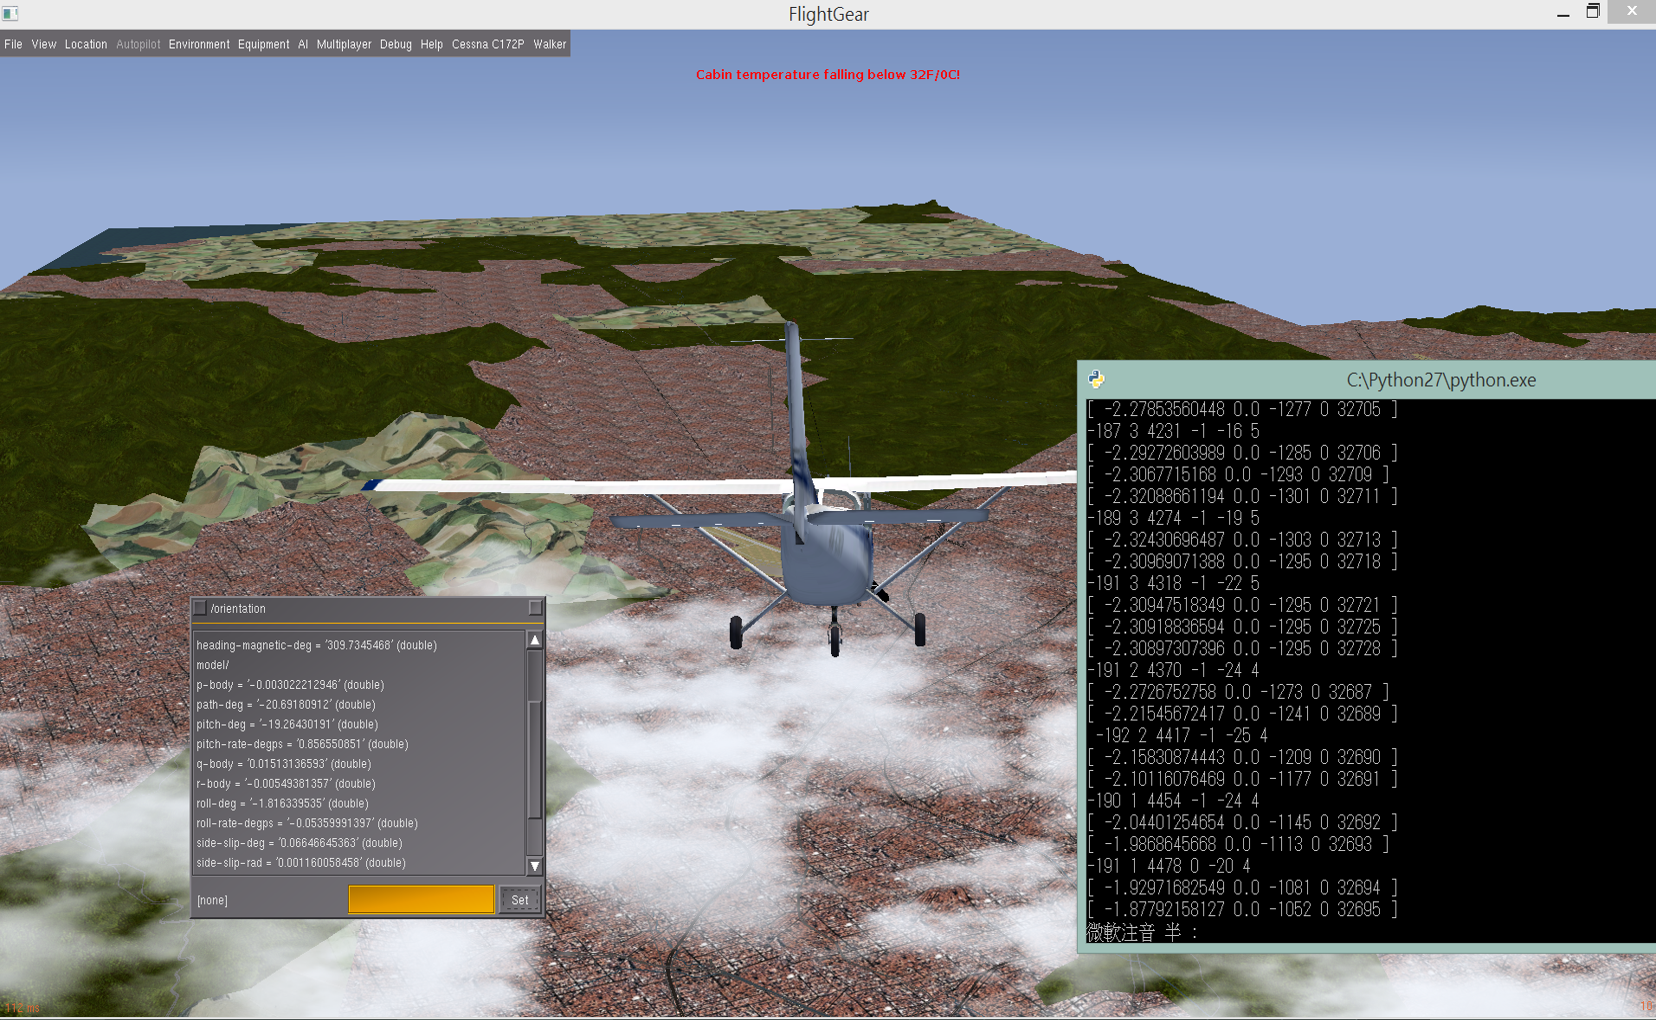 FlightGear
File View Location Autopilot Environment Equipment AI Multiplayer Debug Help Cessna C172P Walker
Cabin temperature falling below 32F/0C!
C:\Python27\python.exe
[ -2.27853560448 0.0 -1277 0 32705 ]
-187 3 4231 -1 -16 5
[ -2.29272603989 0.0 -1285 0 32706 ]
[ -2.3067715168 0.0 -1293 0 32709 ]
[ -2.32088661194 0.0 -1301 0 32711 ]
-189 3 4274 -1 -19 5
[ -2.32430696487 0.0 -1303 0 32713 ]
[ -2.30969071388 0.0 -1295 0 32718 ]
-191 3 4318 -1 -22 5
[ -2.30947518349 0.0 -1295 0 32721 ]
[ -2.30918836594 0.0 -1295 0 32725 ]
[ -2.30897307396 0.0 -1295 0 32728 ]
-191 2 4370 -1 -24 4
[ -2.2726752758 0.0 -1273 0 32687 ]
[ -2.21545672417 0.0 -1241 0 32689 ]
-192 2 4417 -1 -25 4
[ -2.15830874443 0.0 -1209 0 32690 ]
[ -2.10116076469 0.0 -1177 0 32691 ]
-190 1 4454 -1 -24 4
[ -2.04401254654 0.0 -1145 0 32692 ]
[ -1.9868645668 0.0 -1113 0 32693 ]
-191 1 4478 0 -20 4
[ -1.92971682549 0.0 -1081 0 32694 ]
[ -1.87792158127 0.0 -1052 0 32695 ]
微軟注音 半 :
/orientation
heading-magnetic-deg = '309.7345468' (double)
model/
p-body = '-0.003022212946' (double)
path-deg = '-20.69180912' (double)
pitch-deg = '-19.26430191' (double)
pitch-rate-degps = '0.856550851' (double)
q-body = '0.01513136593' (double)
r-body = '-0.00549381357' (double)
roll-deg = '-1.816339535' (double)
roll-rate-degps = '-0.05359991397' (double)
side-slip-deg = '0.06646645363' (double)
side-slip-rad = '0.001160058458' (double)
[none] Set
112 ms